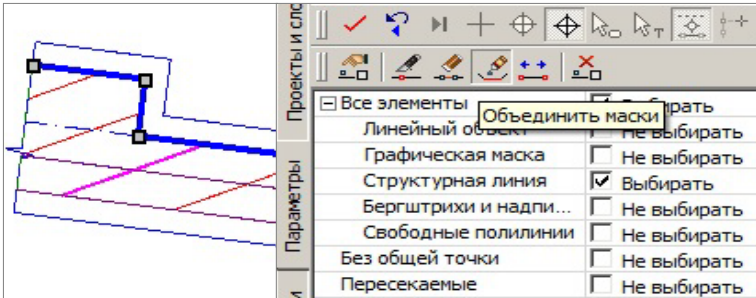 Проекты и сло
Параметры
Все элементы
Выбирать
Объединить маски
Линейный объект
Не выбирать
Графическая маска
Не выбирать
Структурная линия
Выбирать
Бергштрихи и надпи...
Не выбирать
Свободные полилинии
Не выбирать
Без общей точки
Не выбирать
Пересекаемые
Не выбирать